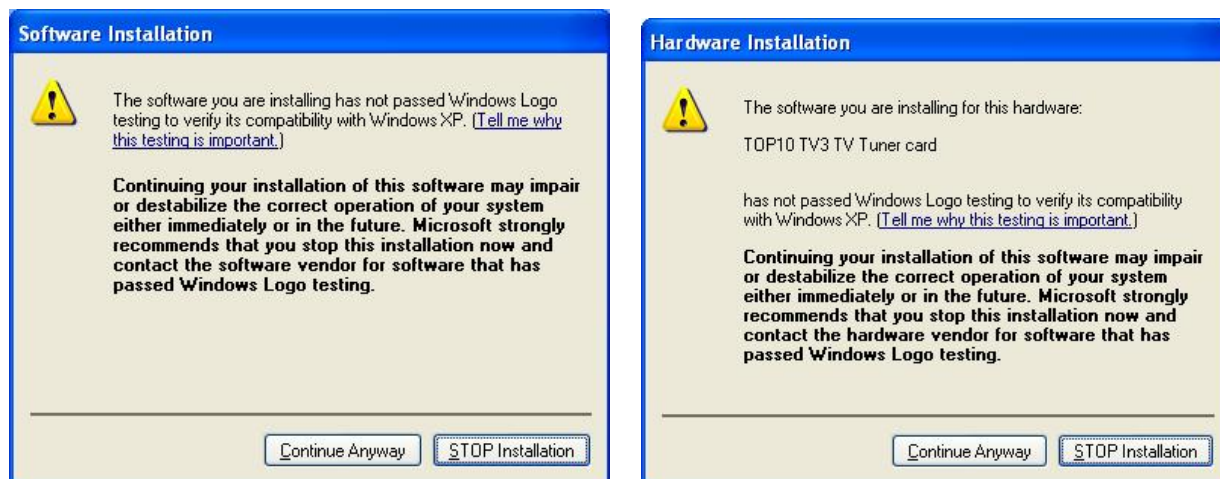 Software Installation
The software you are installing has not passed Windows Logo
testing to verify its compatibility with Windows XP. (Tell me why
this testing is important.)
Continuing your installation of this software may impair
or destabilize the correct operation of your system
either immediately or in the future. Microsoft strongly
recommends that you stop this installation now and
contact the software vendor for software that has
passed Windows Logo testing.
Continue Anyway
STOP Installation
Hardware Installation
The software you are installing for this hardware:
TOP10 TV3 TV Tuner card
has not passed Windows Logo testing to verify its compatibility
with Windows XP. (Tell me why this testing is important.)
Continuing your installation of this software may impair
or destabilize the correct operation of your system
either immediately or in the future. Microsoft strongly
recommends that you stop this installation now and
contact the hardware vendor for software that has
passed Windows Logo testing.
Continue Anyway
STOP Installation